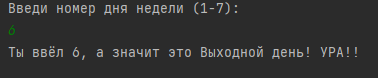 Введи номер дня недели (1-7):
6
Ты ввёл 6, а значит это Выходной день! УРА!!